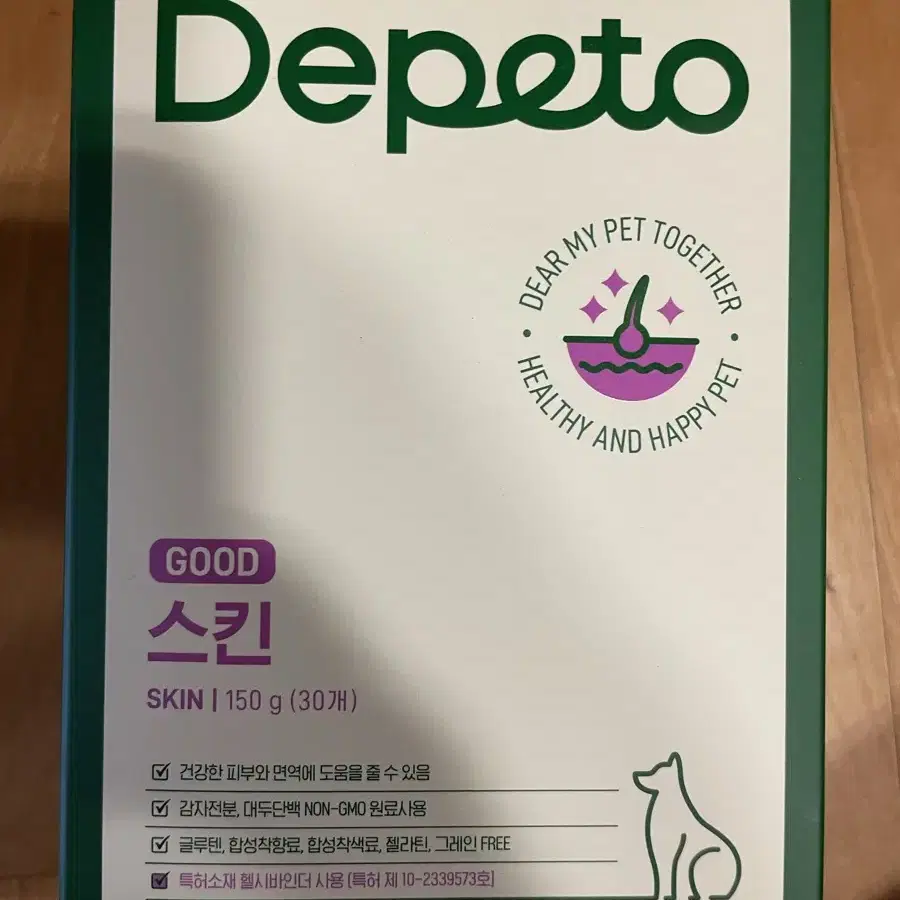 Depeto
DEAR MY PET TOGETHER
HEALTHY AND HAPPY PET
GOOD
스킨
SKIN | 150 g (30개)
건강한 피부와 면역에 도움을 줄 수 있음
감자전분, 대두단백 NON-GMO 원료사용
글루텐, 합성착향료, 합성착색료, 젤라틴, 그레인 FREE
특허소재 헬시바인더 사용 (특허 제 10-2339573호)